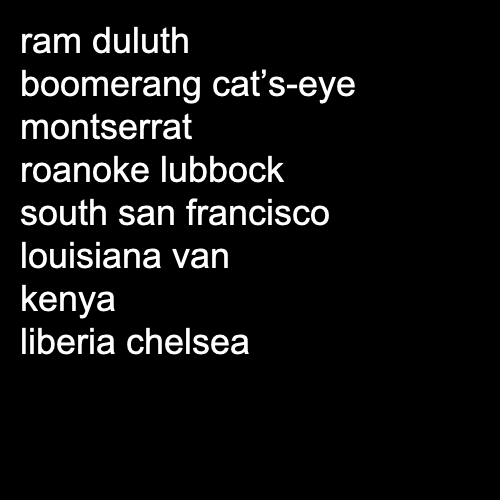 ram duluth
boomerang cat’s-eye
montserrat
roanoke lubbock
south san francisco
louisiana van
kenya
liberia chelsea